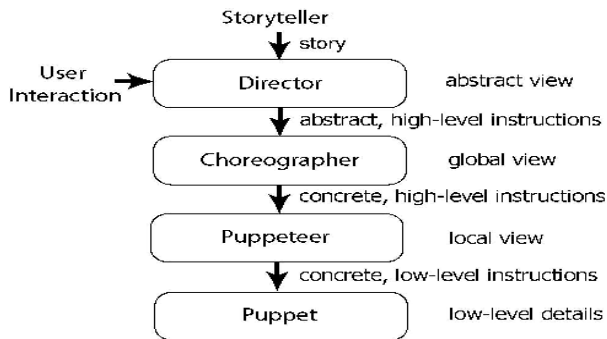 Storyteller
story
User
Interaction
Director
abstract view
abstract, high-level instructions
Choreographer
global view
concrete, high-level instructions
Puppeteer
local view
concrete, low-level instructions
Puppet
low-level details